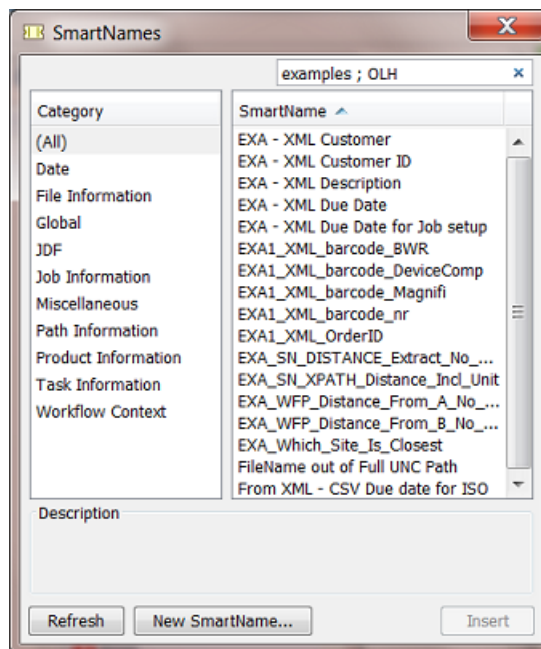 SmartNames
examples ; OLH
Category
(All)
Date
File Information
Global
JDF
Job Information
Miscellaneous
Path Information
Product Information
Task Information
Workflow Context
SmartName
EXA - XML Customer
EXA - XML Customer ID
EXA - XML Description
EXA - XML Due Date
EXA - XML Due Date for Job setup
EXA1_XML_barcode_BWR
EXA1_XML_barcode_DeviceComp
EXA1_XML_barcode_Magnifi
EXA1_XML_barcode_nr
EXA1_XML_OrderID
EXA_SN_DISTANCE_Extract_No_...
EXA_SN_XPATH_Distance_Incl_Unit
EXA_WFP_Distance_From_A_No_...
EXA_WFP_Distance_From_B_No_...
EXA_Which_Site_Is_Closest
FileName out of Full UNC Path
From XML - CSV Due date for ISO
Description
Refresh
New SmartName...
Insert